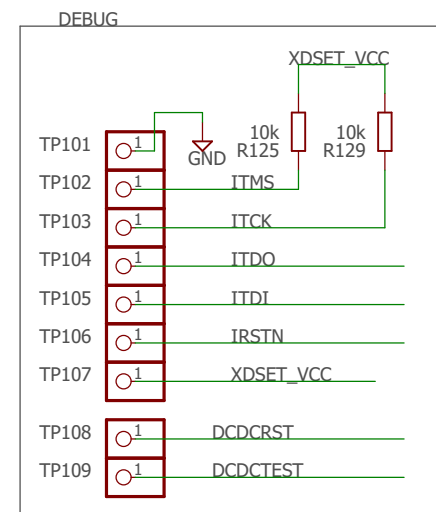 DEBUG
XDSET_VCC
10k
R125
10k
R129
GND
TP101 1
TP102 1 ITMS
TP103 1 ITCK
TP104 1 ITDO
TP105 1 ITDI
TP106 1 IRSTN
TP107 1 XDSET_VCC
TP108 1 DCDCRST
TP109 1 DCDCTEST